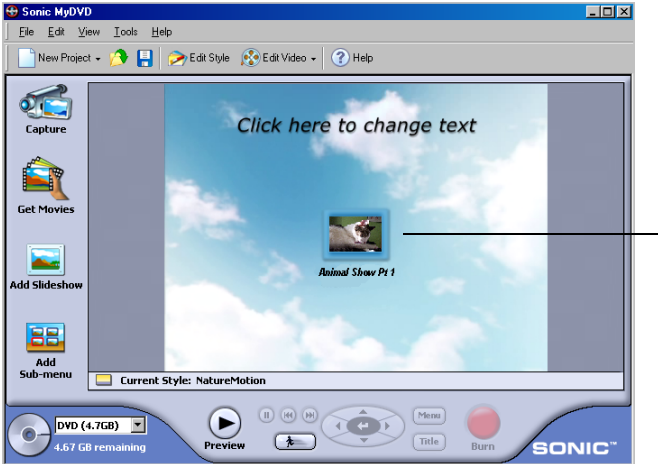 Sonic MyDVD
File Edit View Tools Help
New Project Edit Style Edit Video Help
Capture
Get Movies
Add Slideshow
Add
Sub-menu
Click here to change text
Animal Show Pt 1
Current Style: NatureMotion
DVD (4.7GB)
4.67 GB remaining
Preview
Menu
Title
Burn
SONIC™